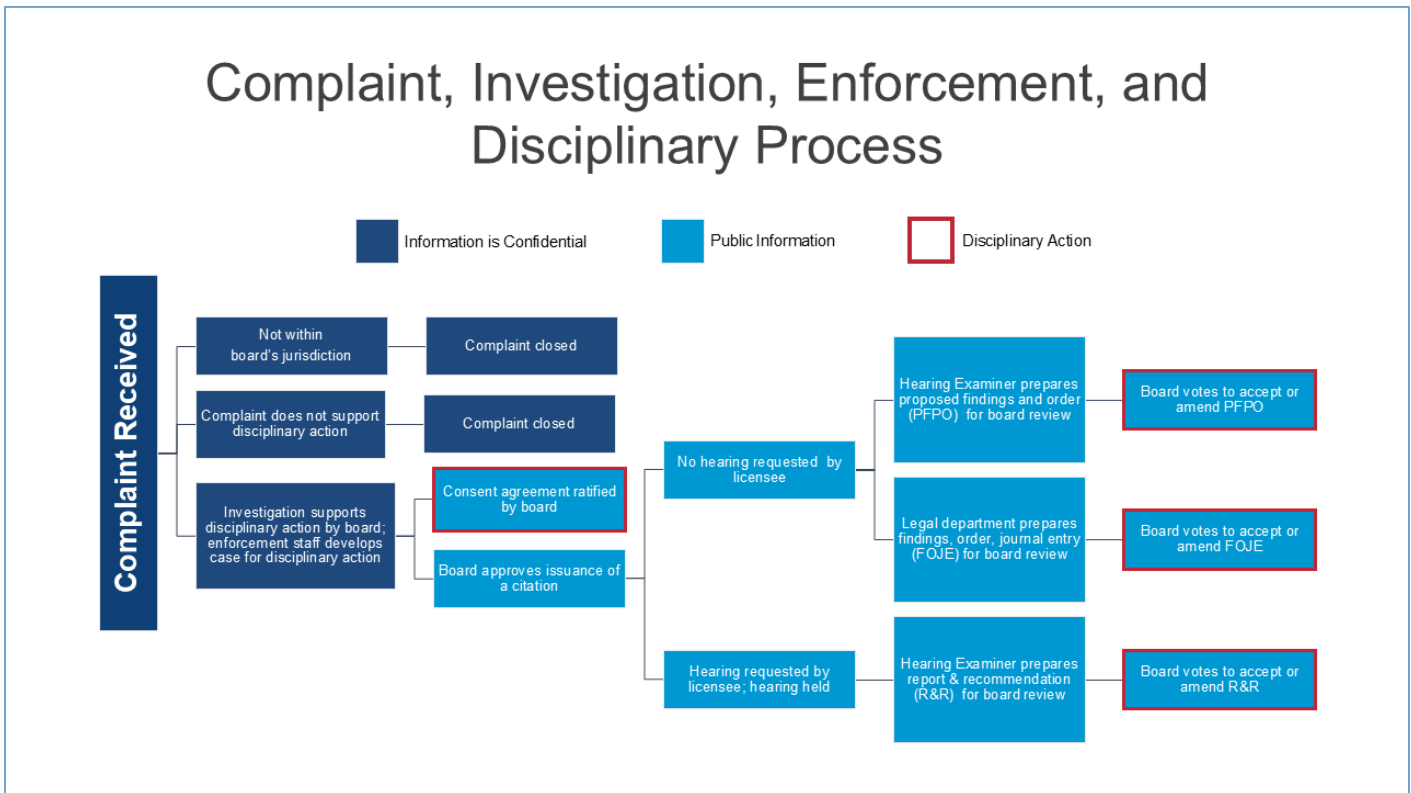 Complaint, Investigation, Enforcement, and
Disciplinary Process
Information is Confidential
Public Information
Disciplinary Action
Complaint Received
Not within
board's jurisdiction
Complaint closed
Complaint does not support
disciplinary action
Complaint closed
Investigation supports
disciplinary action by board;
enforcement staff develops
case for disciplinary action
Consent agreement ratified
by board
Board approves issuance of
a citation
No hearing requested by
licensee
Hearing requested by
licensee; hearing held
Hearing Examiner prepares
proposed findings and order
(PFPO) for board review
Legal department prepares
findings, order, journal entry
(FOJE) for board review
Hearing Examiner prepares
report & recommendation
(R&R) for board review
Board votes to accept or
amend PFPO
Board votes to accept or
amend FOJE
Board votes to accept or
amend R&R